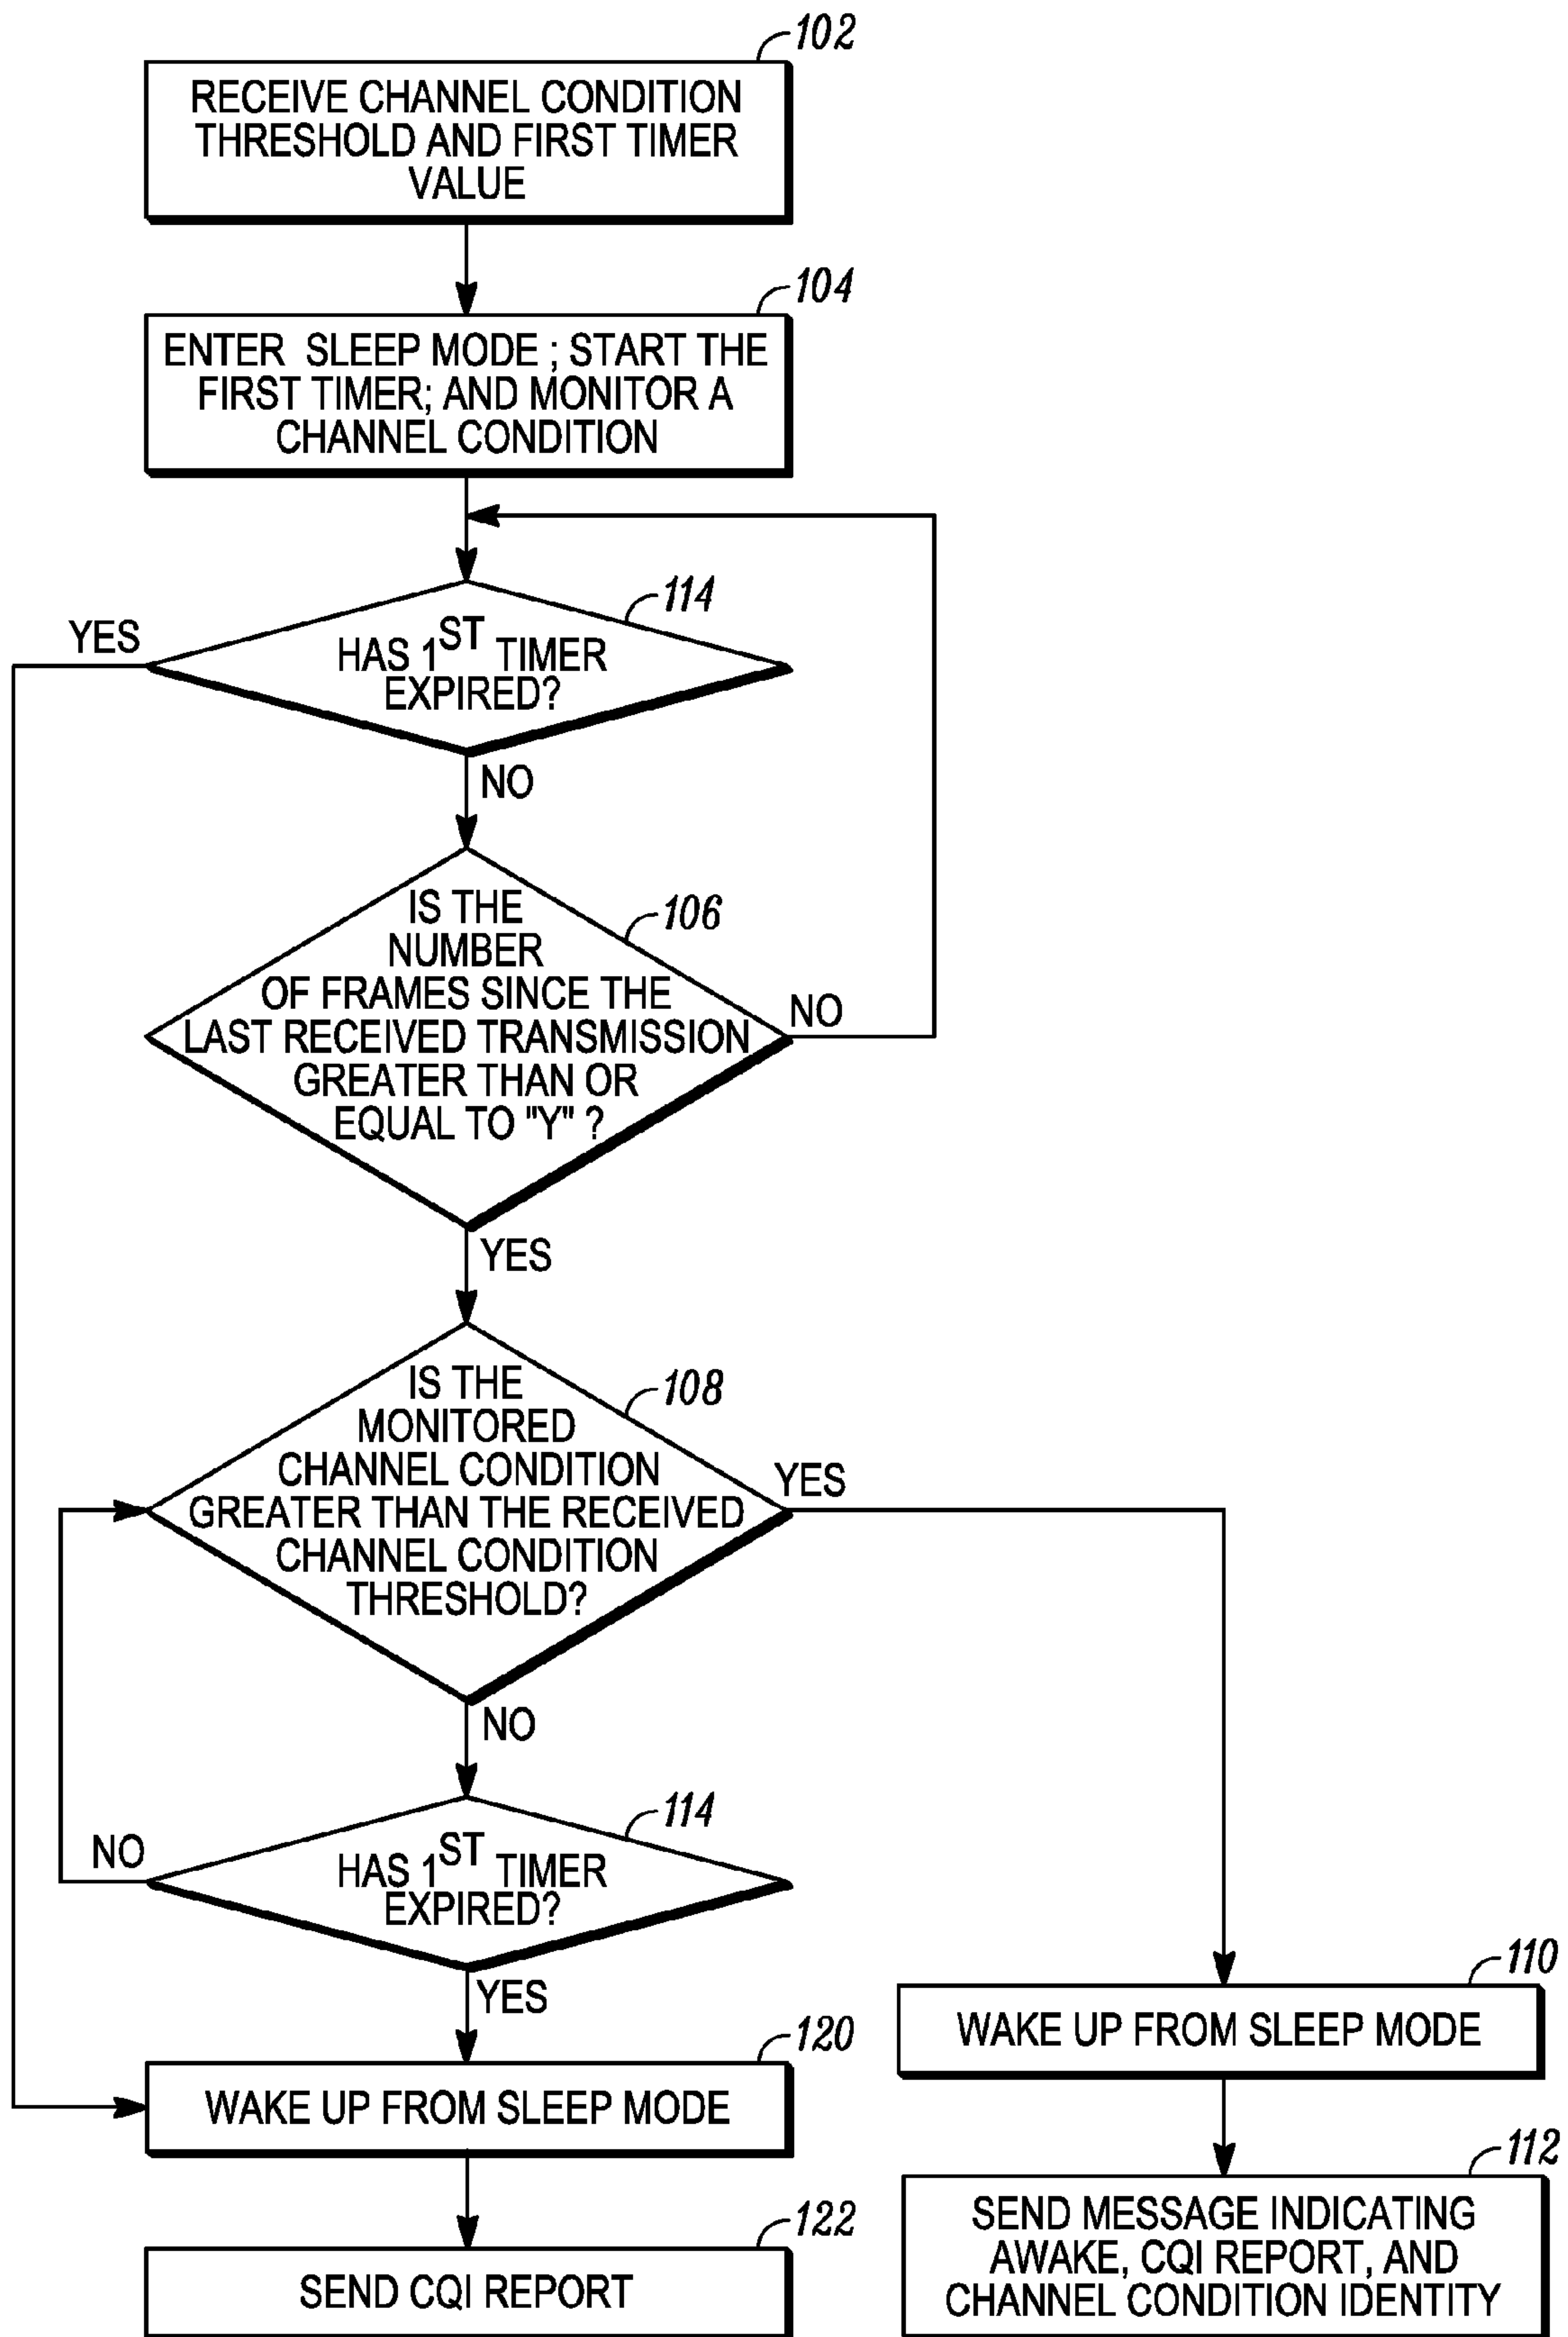 102
RECEIVE CHANNEL CONDITION
THRESHOLD AND FIRST TIMER
VALUE
104
ENTER SLEEP MODE ; START THE
FIRST TIMER; AND MONITOR A
CHANNEL CONDITION
114
YES
HAS 1ST TIMER
EXPIRED?
NO
106
IS THE
NUMBER
OF FRAMES SINCE THE
LAST RECEIVED TRANSMISSION
GREATER THAN OR
EQUAL TO "Y" ?
NO
YES
108
IS THE
MONITORED
CHANNEL CONDITION
GREATER THAN THE RECEIVED
CHANNEL CONDITION
THRESHOLD?
YES
NO
114
NO
HAS 1ST TIMER
EXPIRED?
YES
110
WAKE UP FROM SLEEP MODE
120
WAKE UP FROM SLEEP MODE
112
SEND MESSAGE INDICATING
AWAKE, CQI REPORT, AND
CHANNEL CONDITION IDENTITY
122
SEND CQI REPORT